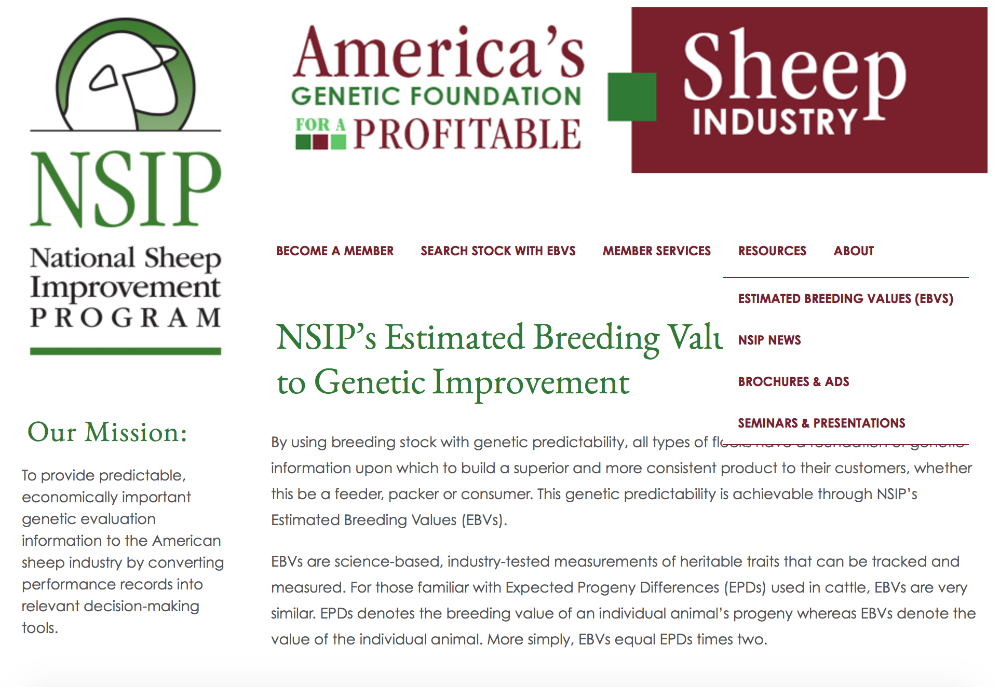 America's
GENETIC FOUNDATION
FOR A PROFITABLE
Sheep
INDUSTRY
NSIP
National Sheep
Improvement
PROGRAM
BECOME A MEMBER
SEARCH STOCK WITH EBVS
MEMBER SERVICES
RESOURCES
ABOUT
ESTIMATED BREEDING VALUES (EBVS)
NSIP NEWS
BROCHURES & ADS
SEMINARS & PRESENTATIONS
Our Mission:
To provide predictable,
economically important
genetic evaluation
information to the American
sheep industry by converting
performance records into
relevant decision-making
tools.
NSIP's Estimated Breeding Valu
to Genetic Improvement
By using breeding stock with genetic predictability, all types of flocks have a foundation of genetic
information upon which to build a superior and more consistent product to their customers, whether
this be a feeder, packer or consumer. This genetic predictability is achievable through NSIP's
Estimated Breeding Values (EBVs).
EBVs are science-based, industry-tested measurements of heritable traits that can be tracked and
measured. For those familiar with Expected Progeny Differences (EPDs) used in cattle, EBVs are very
similar. EPDs denotes the breeding value of an individual animal's progeny whereas EBVs denote the
value of the individual animal. More simply, EBVs equal EPDs times two.